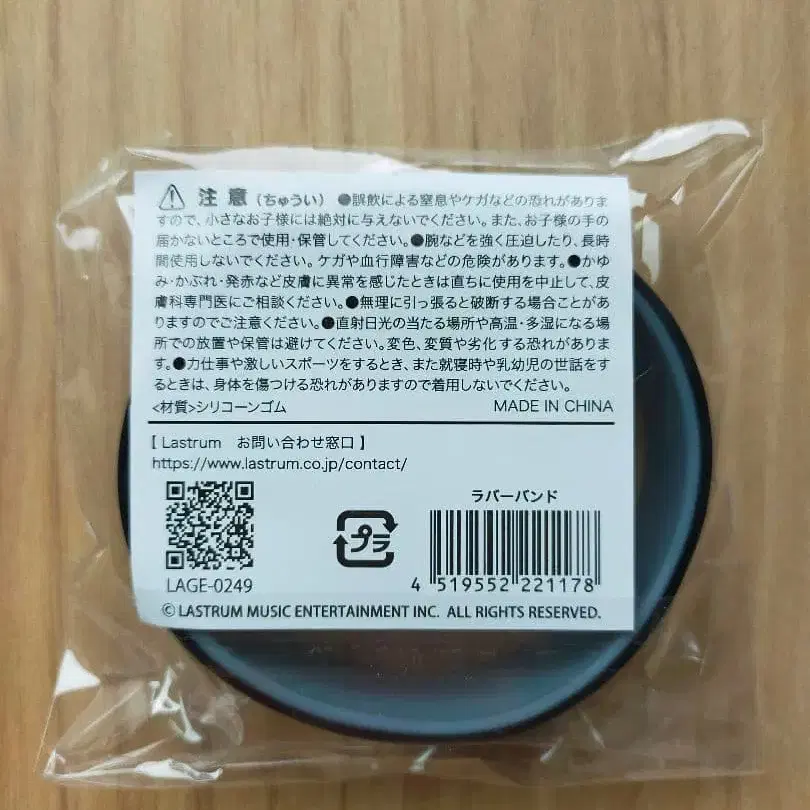 ⚠ 注意(ちゅうい) ●誤飲による窒息やケガなどの恐れがありま
すので、小さなお子様には絶対に与えないでください。また、お子様の手の
届かないところで使用・保管してください。●腕などを強く圧迫したり、長時
間使用しないでください。ケガや血行障害などの危険があります。●かゆ
み・かぶれ・発赤など皮膚に異常を感じたときは直ちに使用を中止して、皮
膚科専門医にご相談ください。●無理に引っ張ると破断する場合ことがあ
りますのでご注意ください。●直射日光の当たる場所や高温・多湿になる場
所での放置や保管は避けてください。変色、変質や劣化する恐れがありま
す。●力仕事や激しいスポーツをするとき、また就寝時や乳幼児の世話をす
るときは、身体を傷つける恐れがありますので着用しないでください。
<材質>シリコーンゴム MADE IN CHINA
【 Lastrum お問い合わせ窓口 】
https://www.lastrum.co.jp/contact/
ラバーバンド
プラ
LAGE-0249
4 519552 221178
© LASTRUM MUSIC ENTERTAINMENT INC. ALL RIGHTS RESERVED.